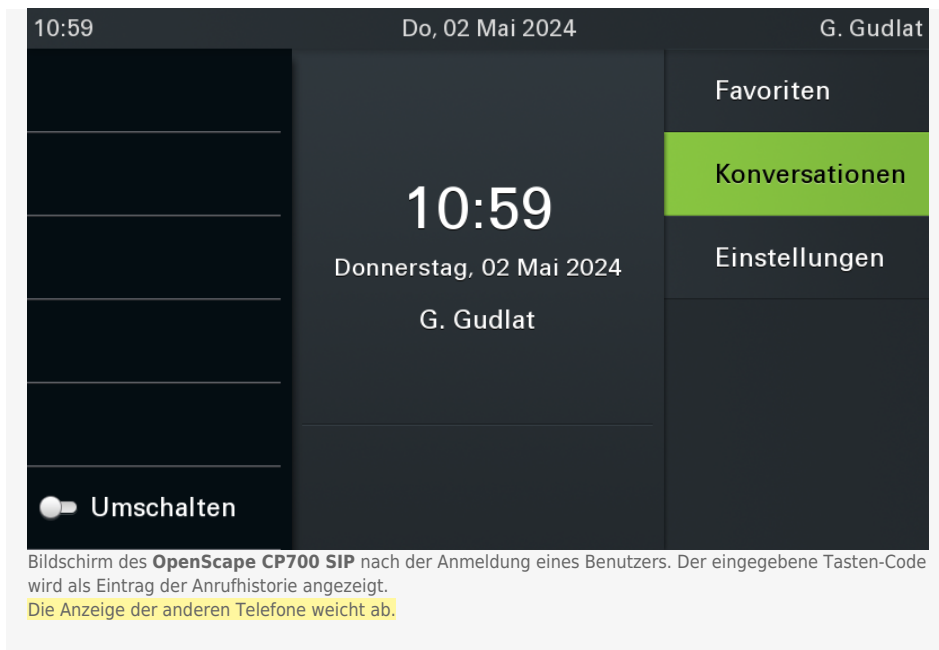 10:59 Do, 02 Mai 2024 G. Gudlat
Favoriten
Konversationen
Einstellungen
10:59
Donnerstag, 02 Mai 2024
G. Gudlat
Umschalten
Bildschirm des OpenScape CP700 SIP nach der Anmeldung eines Benutzers. Der eingegebene Tasten-Code
wird als Eintrag der Anrufhistorie angezeigt.
Die Anzeige der anderen Telefone weicht ab.